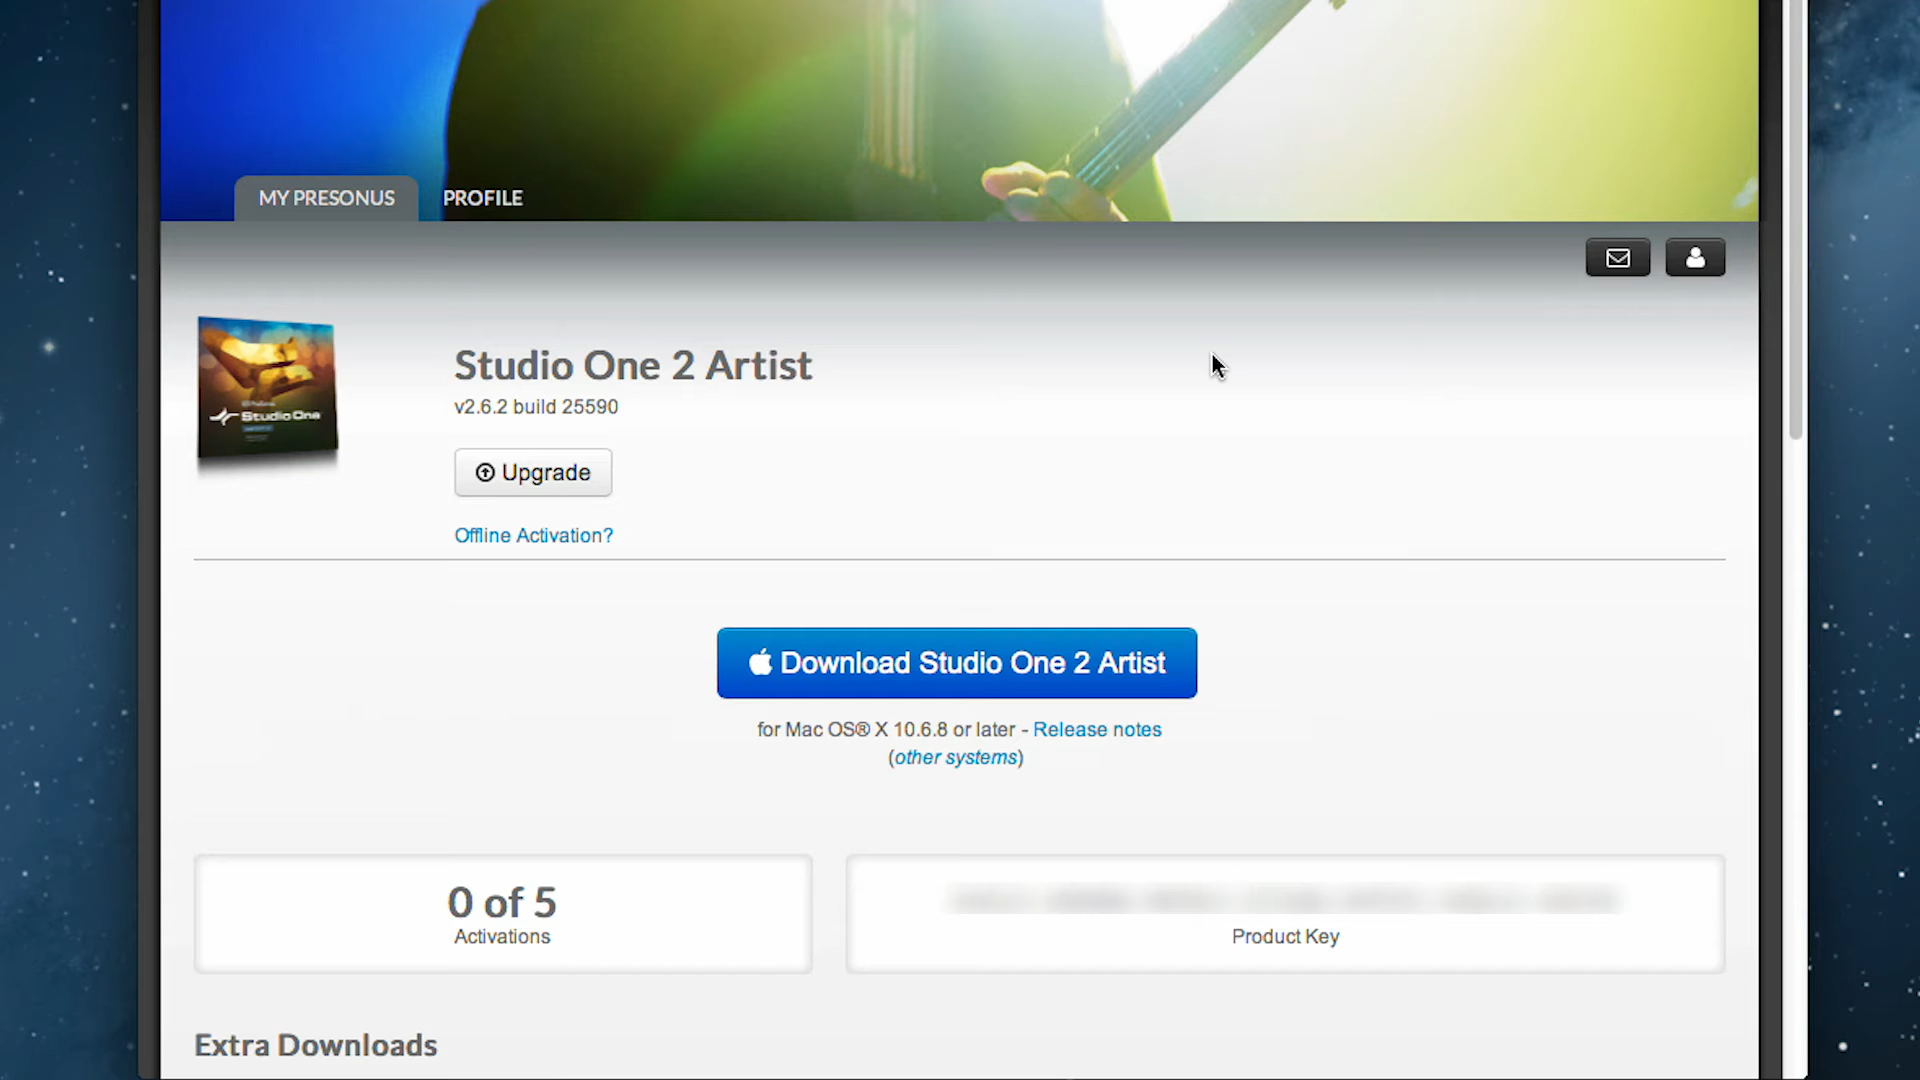 MY PRESONUS
PROFILE
Studio One 2 Artist
v2.6.2 build 25590
StudioOne
Upgrade
Offline Activation?
Download Studio One 2 Artist
for Mac OS® X 10.6.8 or later - Release notes
(other systems)
0 of 5
Activations
Product Key
Extra Downloads